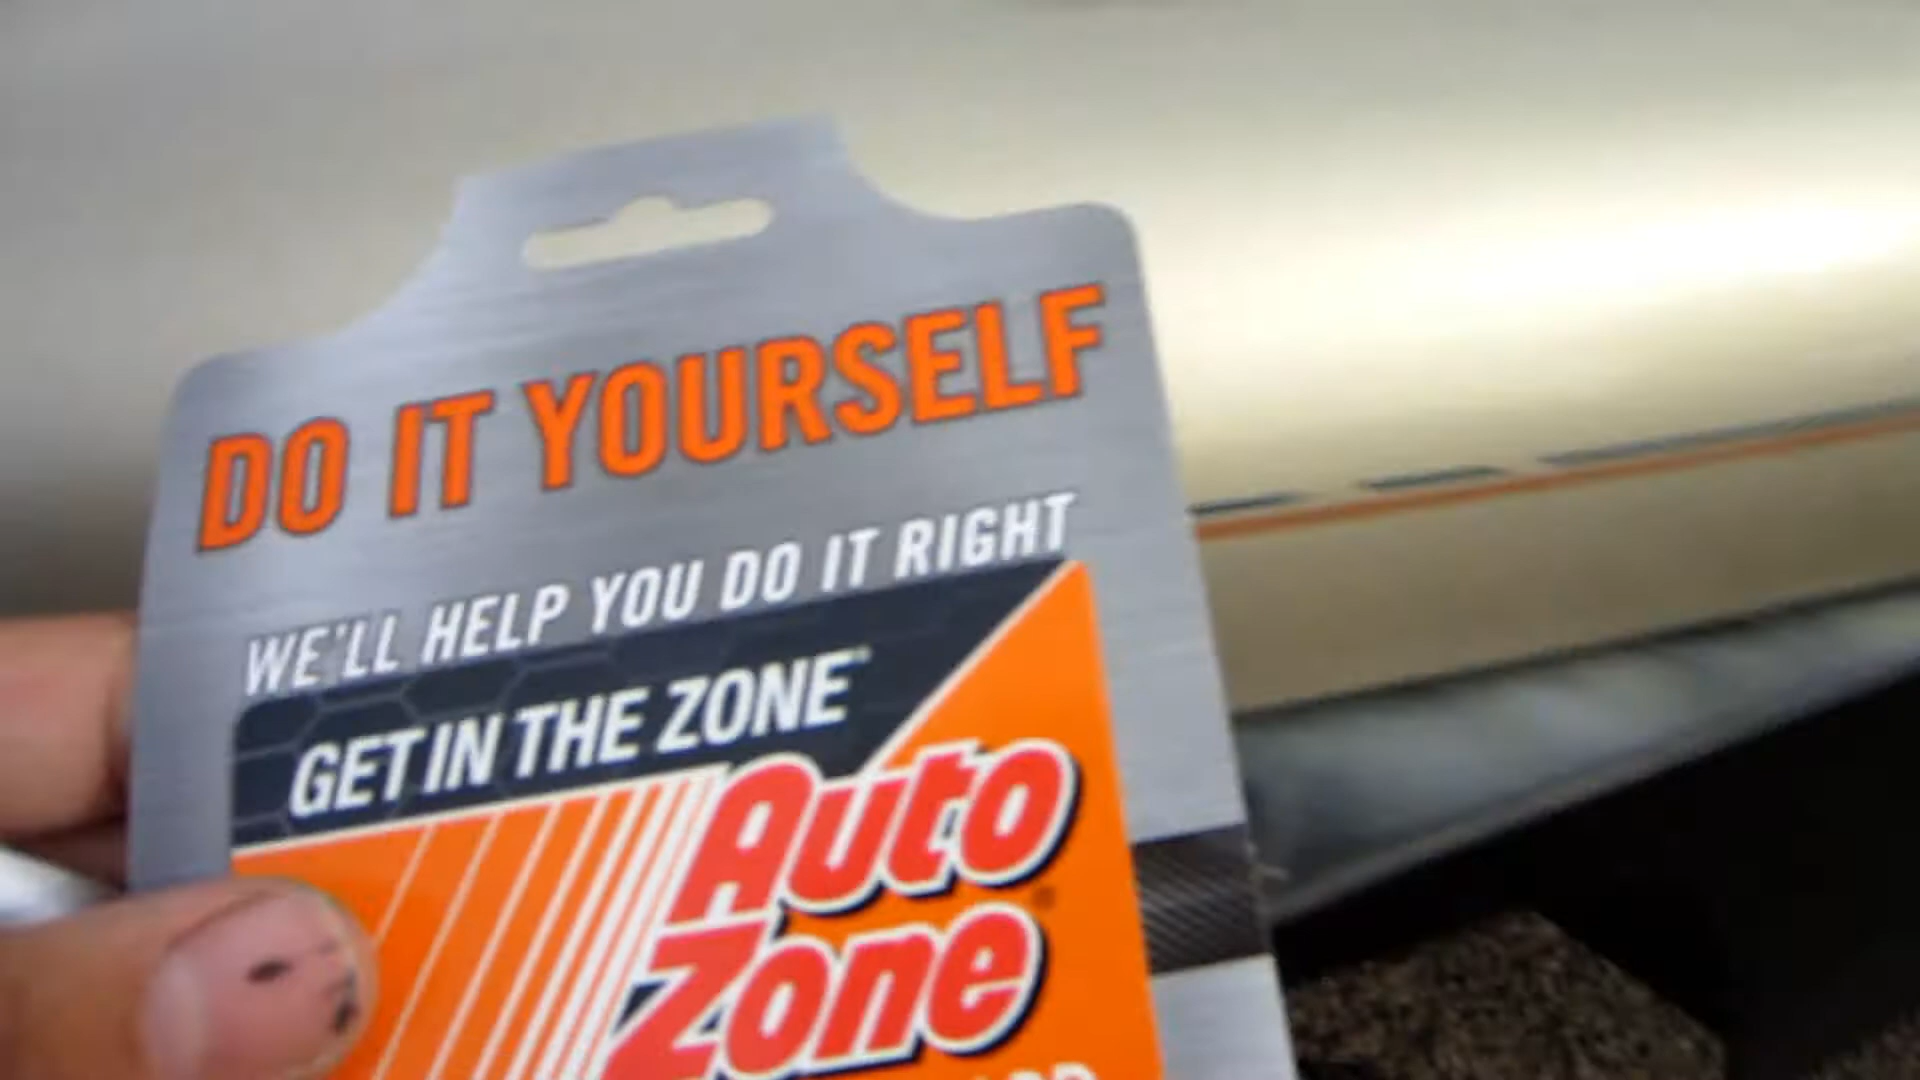 DO IT YOURSELF
WE'LL HELP YOU DO IT RIGHT
GET IN THE ZONE
Auto
Zone